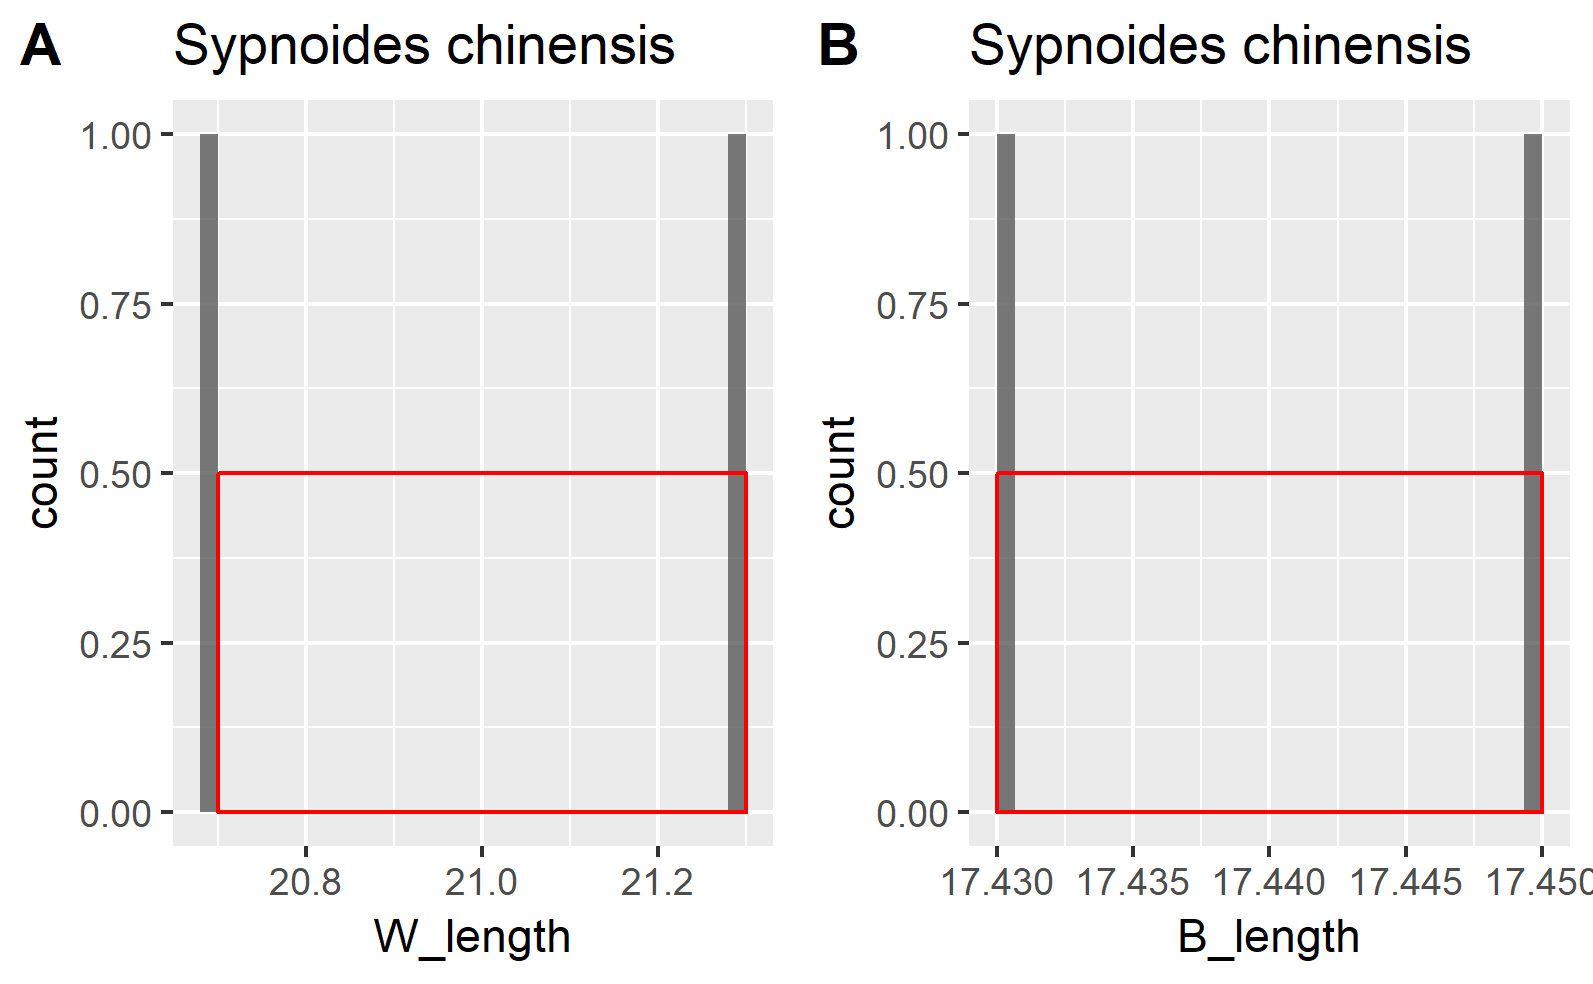 A
Sypnoides chinensis
1.00
0.75
0.50
0.25
0.00
count
20.8
21.0
21.2
W_length
B
Sypnoides chinensis
1.00
0.75
0.50
0.25
0.00
count
17.430
17.435
17.440
17.445
17.450
B_length